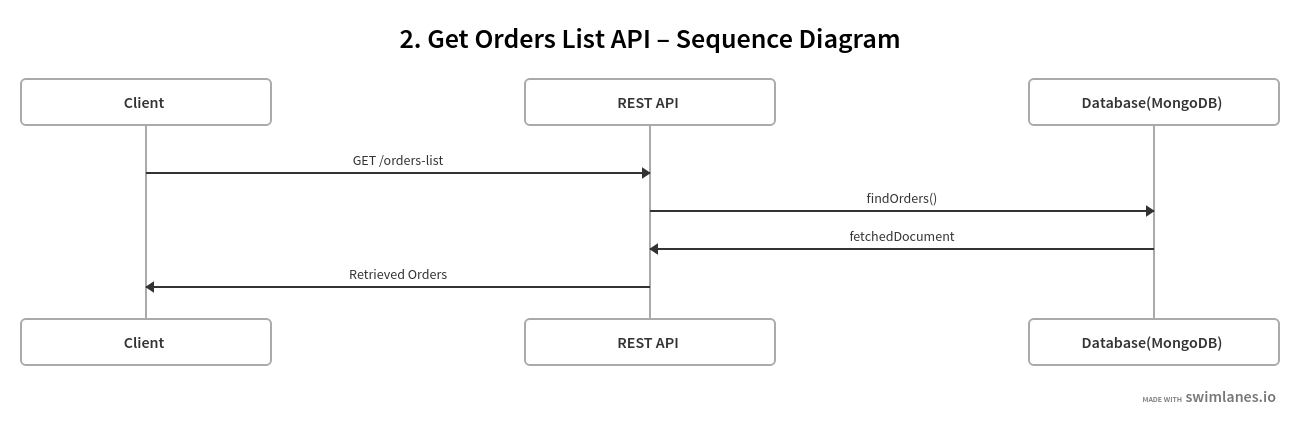 2. Get Orders List API – Sequence Diagram
Client
REST API
Database(MongoDB)
GET /orders-list
findOrders()
fetchedDocument
Retrieved Orders
Client
REST API
Database(MongoDB)
MADE WITH swimlanes.io